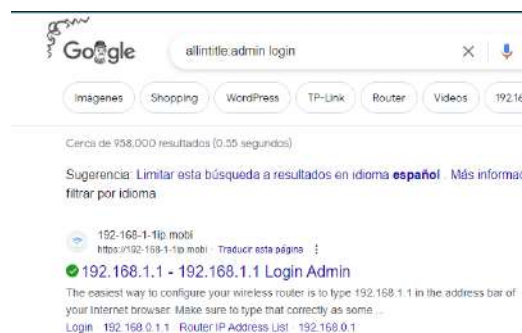 Google
allintitle:admin login
Imágenes Shopping WordPress TP-Link Router Videos 192.16
Cerca de 958,000 resultados (0.55 segundos)
Sugerencia: Limitar esta búsqueda a resultados en idioma español . Más informac
filtrar por idioma
192-168-1-1ip.mobi
https://192-168-1-1ip.mobi · Traducir esta página
192.168.1.1 - 192.168.1.1 Login Admin
The easiest way to configure your wireless router is to type 192.168.1.1 in the address bar of
your Internet browser. Make sure to type that correctly as some ...
Login · 192.168.0.1.1 · Router IP Address List · 192.168.0.1